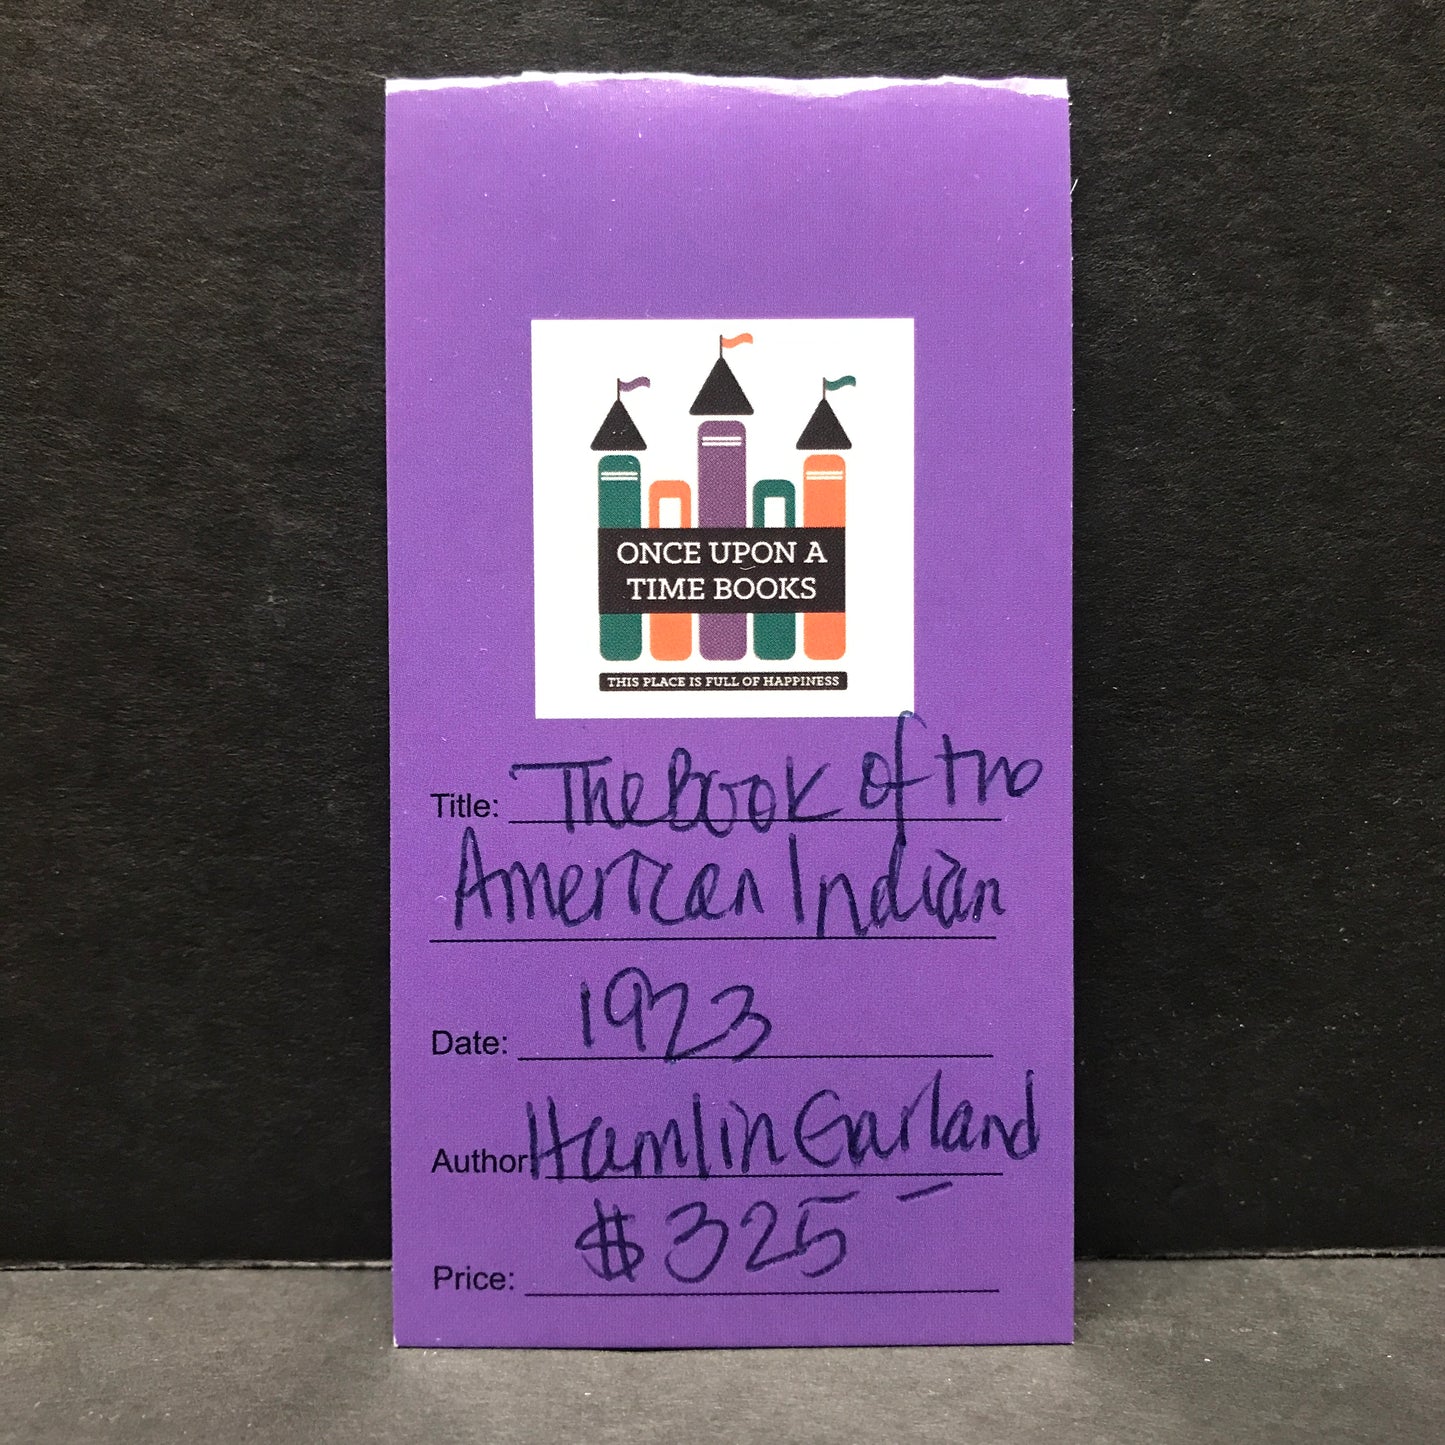 ONCE UPON A
TIME BOOKS
THIS PLACE IS FULL OF HAPPINESS
Title: The Book of the
American Indian
Date: 1923
Author: Hamlin Garland
Price: $325 –